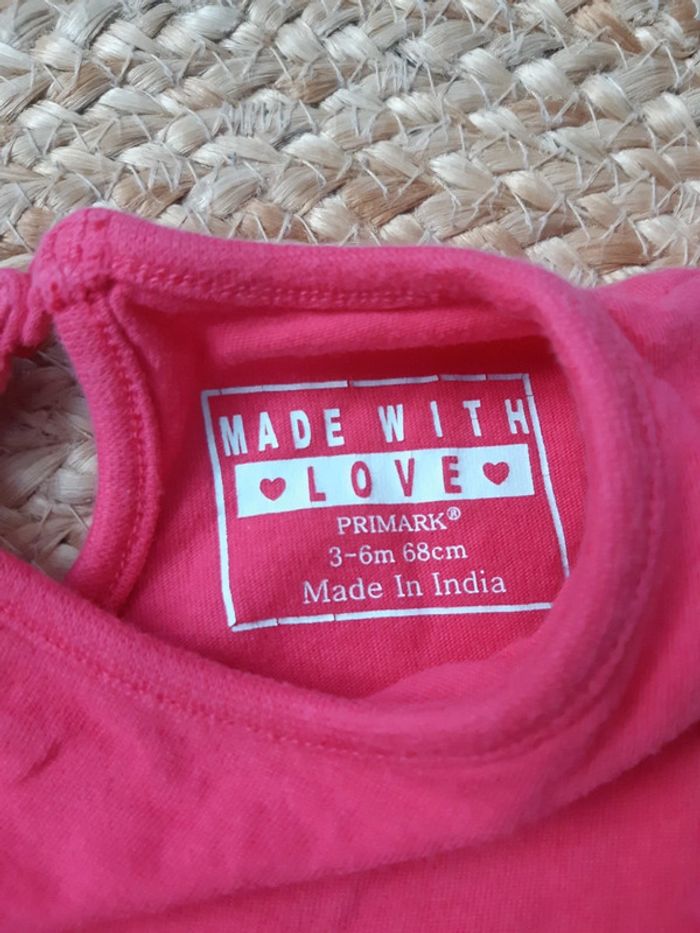 MADE WITH
♥ LOVE ♥
PRIMARK®
3-6m 68cm
Made In India